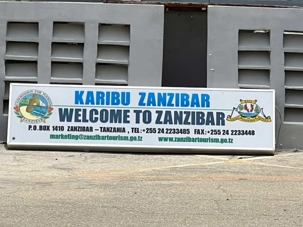 KARIBU ZANZIBAR
WELCOME TO ZANZIBAR
P.O. BOX 1410 ZANZIBAR - TANZANIA , TEL:+255 24 2233485 FAX:+255 24 2233448
marketing@zanzibartourism.go.tz www.zanzibartourism.go.tz